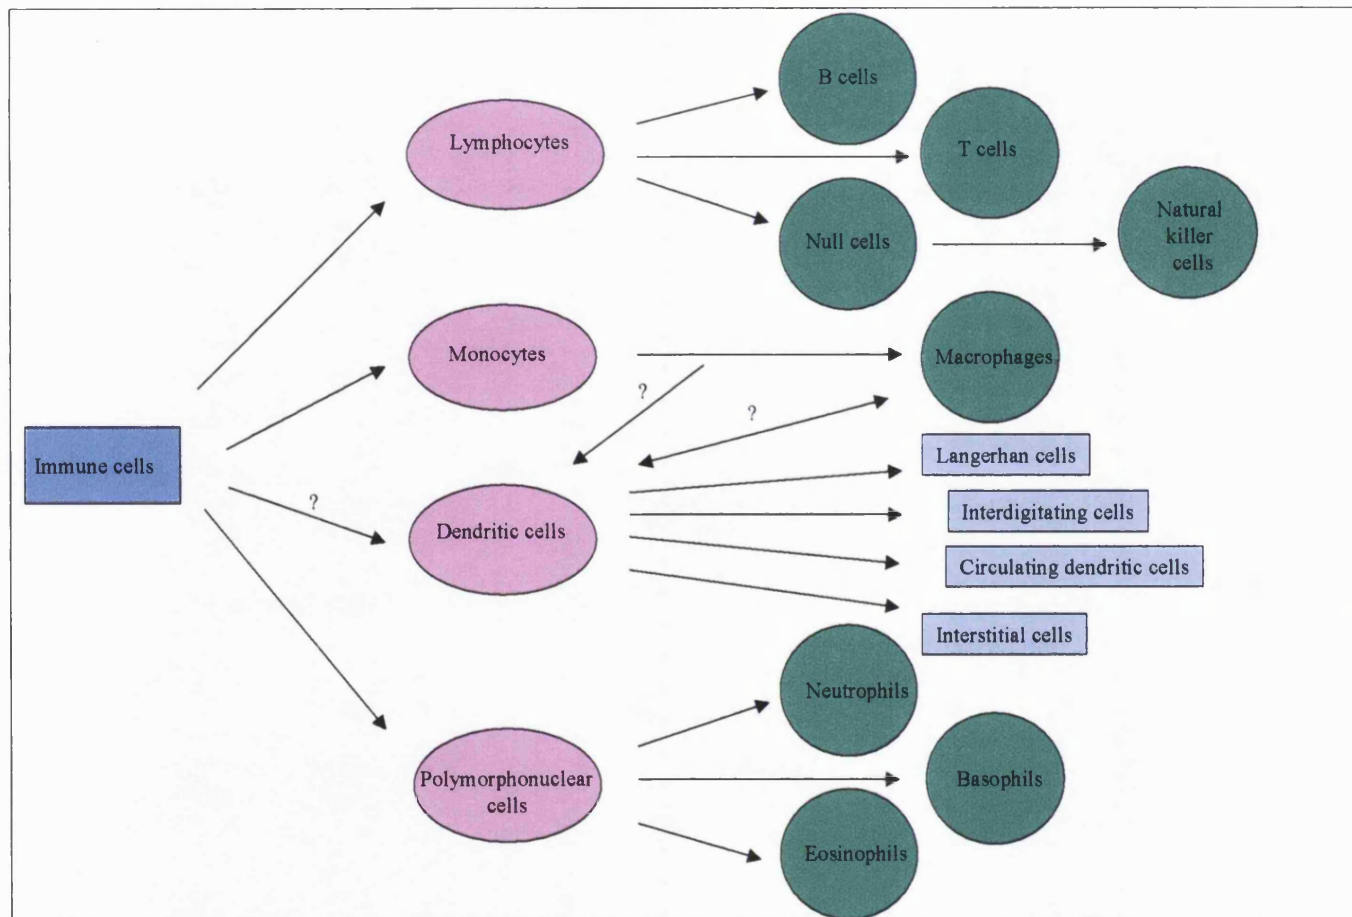 B cells
Lymphocytes
T cells
Natural
killer
cells
Null cells
Monocytes
Macrophages
?
?
Langerhan cells
Immune cells
?
Interdigitating cells
Dendritic cells
Circulating dendritic cells
Interstitial cells
Neutrophils
Polymorphonuclear
cells
Basophils
Eosinophils